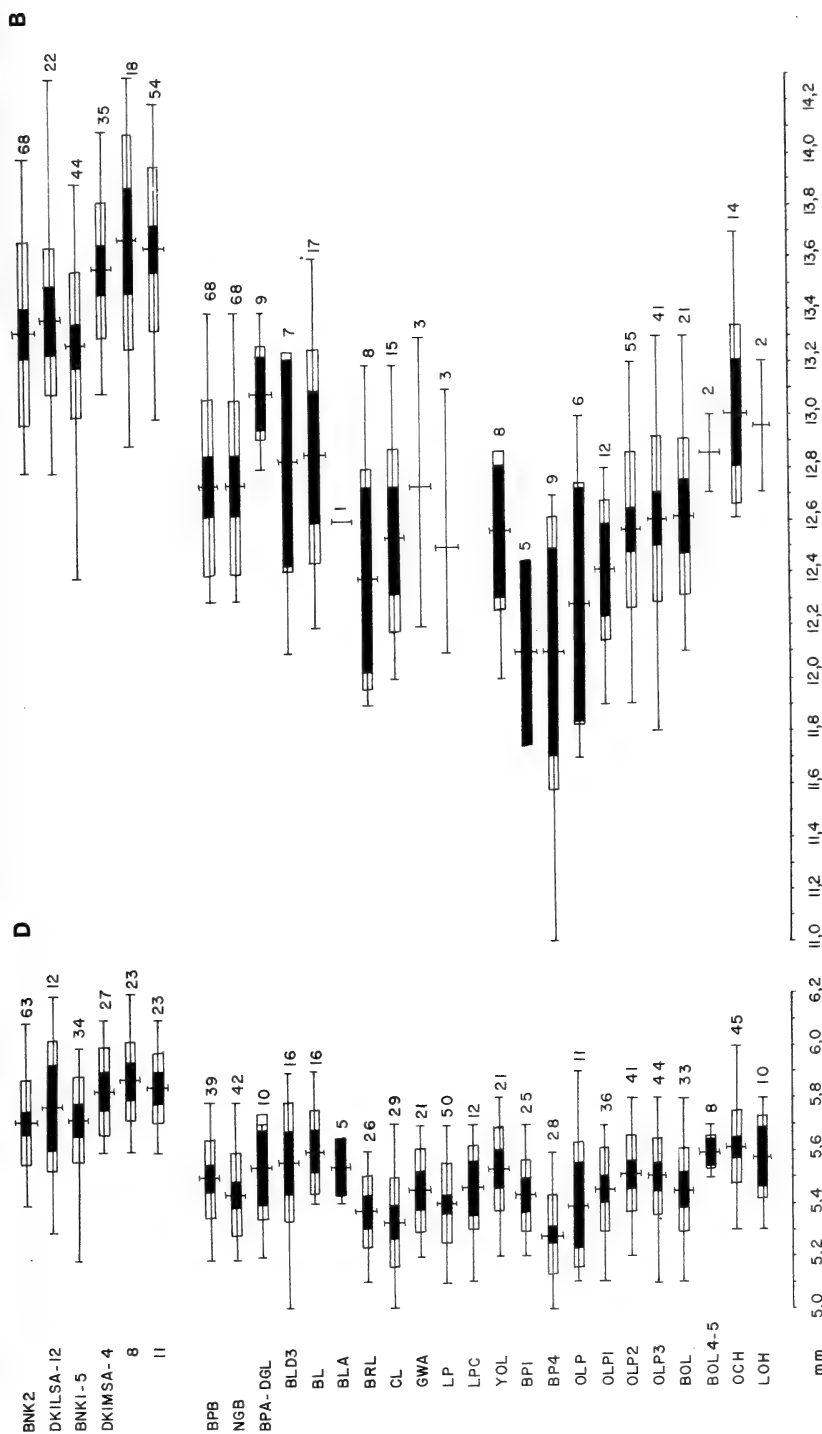 B
D
BNK2 63 68
DKILSA-12 12 22
BNKI-5 34 44
DKIMSA-4 27 35
8 23 18
11 23 54
BPB 39 68
NGB 42 68
BPA-DGL 10 9
BLD3 16 7
BL 16 17
BLA 5 1
BRL 26 8
CL 29 15
GWA 21 3
LP 50 3
LPC 12
YOL 21 8
BPI 25 5
BP4 28 9
OLP 11 6
OLPI 36 12
OLP2 41 55
OLP3 44 41
BOL 33 21
BOL 4-5 8 2
OCH 45 14
LOH 10 2
mm 5.0 5.2 5.4 5.6 5.8 6.0 6.2 11,0 11,2 11,4 11,6 11,8 12,0 12,2 12,4 12,6 12,8 13,0 13,2 13,4 13,6 13,8 14,0 14,2